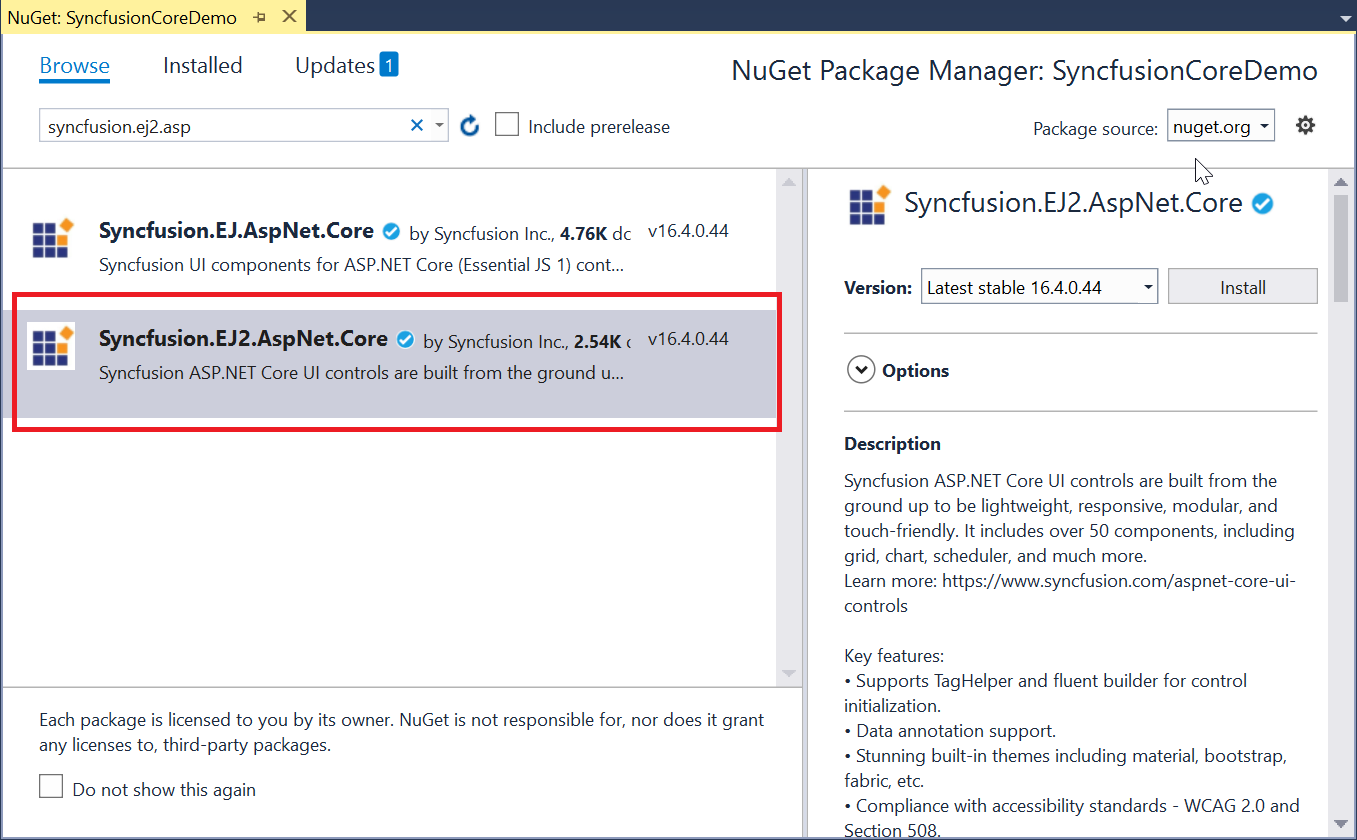 NuGet: SyncfusionCoreDemo
Browse
Installed
Updates 1
NuGet Package Manager: SyncfusionCoreDemo
syncfusion.ej2.asp
Include prerelease
Package source: nuget.org
Syncfusion.EJ.AspNet.Core by Syncfusion Inc., 4.76K dc v16.4.0.44
Syncfusion UI components for ASP.NET Core (Essential JS 1) cont...
Syncfusion.EJ2.AspNet.Core by Syncfusion Inc., 2.54K v16.4.0.44
Syncfusion ASP.NET Core UI controls are built from the ground u...
Each package is licensed to you by its owner. NuGet is not responsible for, nor does it grant
any licenses to, third-party packages.
Do not show this again
Syncfusion.EJ2.AspNet.Core
Version: Latest stable 16.4.0.44 Install
Options
Description
Syncfusion ASP.NET Core UI controls are built from the
ground up to be lightweight, responsive, modular, and
touch-friendly. It includes over 50 components, including
grid, chart, scheduler, and much more.
Learn more: https://www.syncfusion.com/aspnet-core-ui-
controls
Key features:
• Supports TagHelper and fluent builder for control
initialization.
• Data annotation support.
• Stunning built-in themes including material, bootstrap,
fabric, etc.
• Compliance with accessibility standards - WCAG 2.0 and
Section 508.